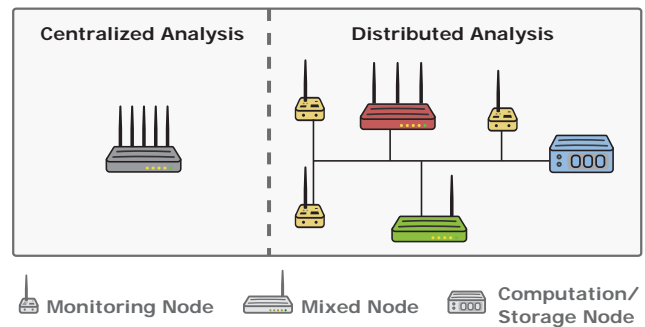 Centralized Analysis
Distributed Analysis
Monitoring Node
Mixed Node
Computation/
Storage Node